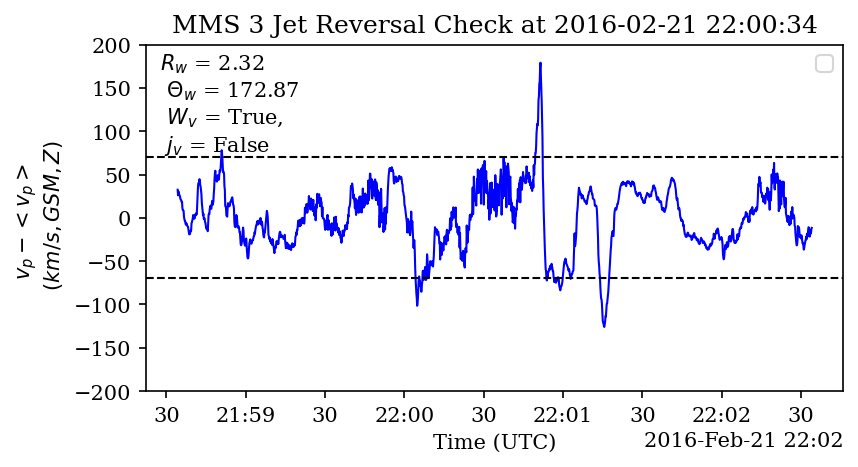 MMS 3 Jet Reversal Check at 2016-02-21 22:00:34
R_w = 2.32
Θ_w = 172.87
W_v = True,
j_v = False
200
150
100
50
0
−50
−100
−150
−200
v_p − <v_p>
(km/s, GSM, Z)
30 21:59 30 22:00 30 22:01 30 22:02 30
Time (UTC) 2016-Feb-21 22:02